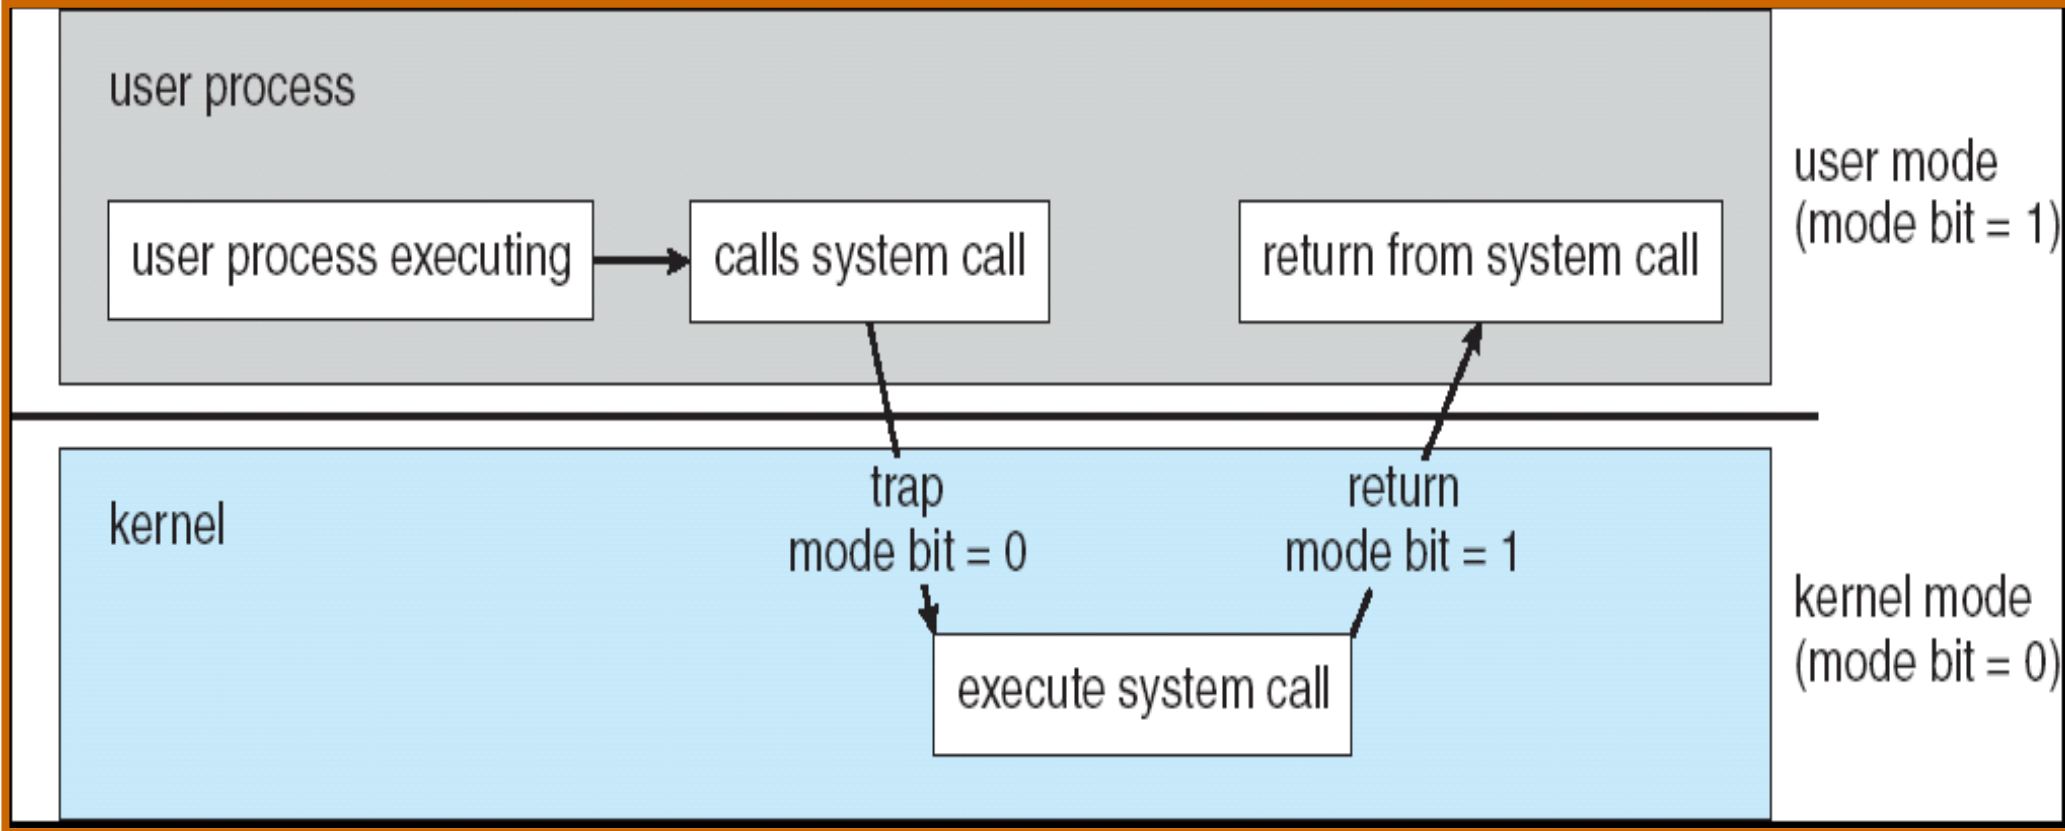 user process
user mode
(mode bit = 1)
user process executing
calls system call
return from system call
trap
mode bit = 0
return
mode bit = 1
kernel
kernel mode
(mode bit = 0)
execute system call